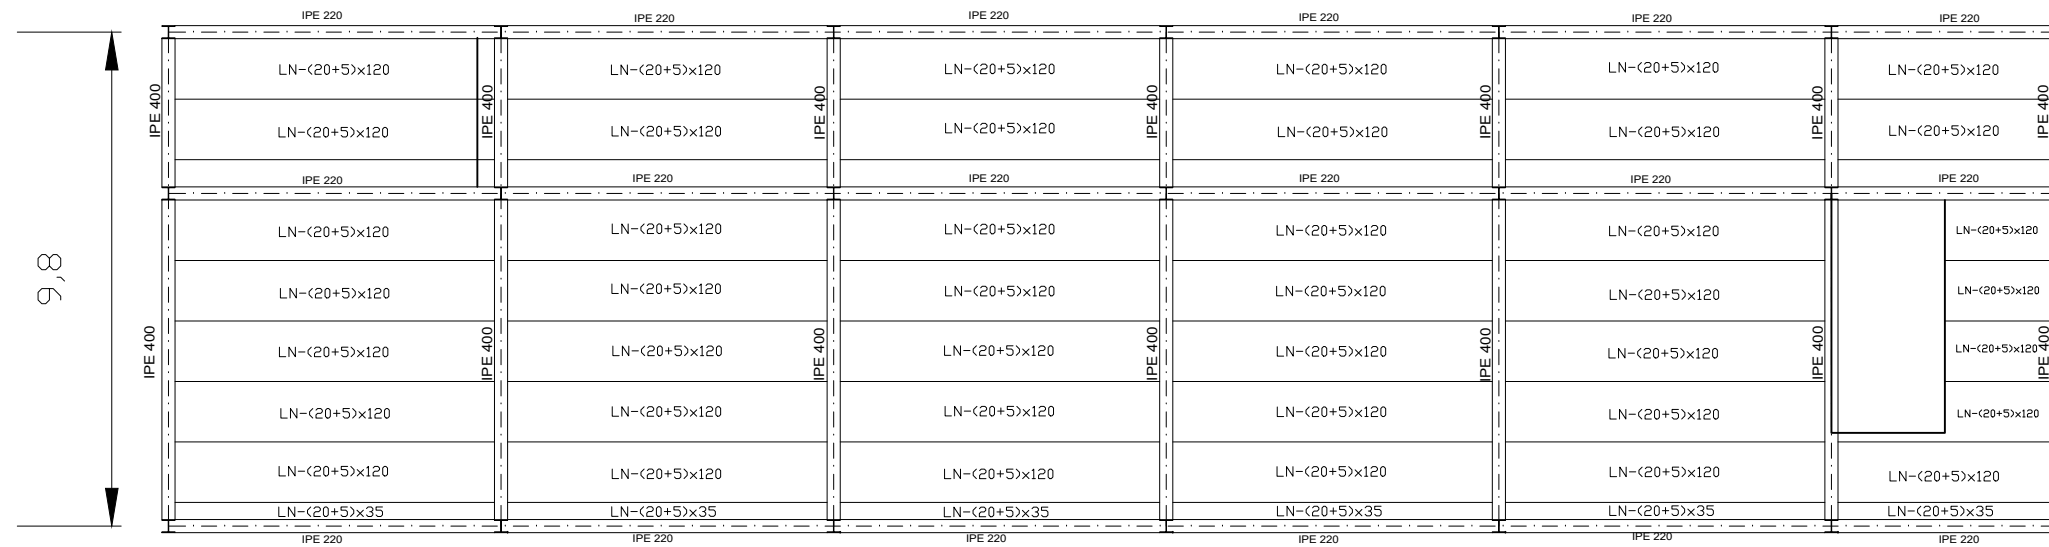 IPE 220 IPE 220 IPE 220 IPE 220 IPE 220 IPE 220
LN-(20+5)x120 LN-(20+5)x120 LN-(20+5)x120 LN-(20+5)x120 LN-(20+5)x120 LN-(20+5)x120
IPE 400 IPE 400 IPE 400 IPE 400 IPE 400 IPE 400 IPE 400
LN-(20+5)x120 LN-(20+5)x120 LN-(20+5)x120 LN-(20+5)x120 LN-(20+5)x120 LN-(20+5)x120
IPE 220 IPE 220 IPE 220 IPE 220 IPE 220 IPE 220
LN-(20+5)x120 LN-(20+5)x120 LN-(20+5)x120 LN-(20+5)x120 LN-(20+5)x120 LN-(20+5)x120
9,8
LN-(20+5)x120 LN-(20+5)x120 LN-(20+5)x120 LN-(20+5)x120 LN-(20+5)x120 LN-(20+5)x120
IPE 400 IPE 400 IPE 400 IPE 400 IPE 400 IPE 400 IPE 400
LN-(20+5)x120 LN-(20+5)x120 LN-(20+5)x120 LN-(20+5)x120 LN-(20+5)x120 LN-(20+5)x120
LN-(20+5)x120 LN-(20+5)x120 LN-(20+5)x120 LN-(20+5)x120 LN-(20+5)x120 LN-(20+5)x120
LN-(20+5)x120 LN-(20+5)x120 LN-(20+5)x120 LN-(20+5)x120 LN-(20+5)x120 LN-(20+5)x120
LN-(20+5)x35 LN-(20+5)x35 LN-(20+5)x35 LN-(20+5)x35 LN-(20+5)x35 LN-(20+5)x35
IPE 220 IPE 220 IPE 220 IPE 220 IPE 220 IPE 220